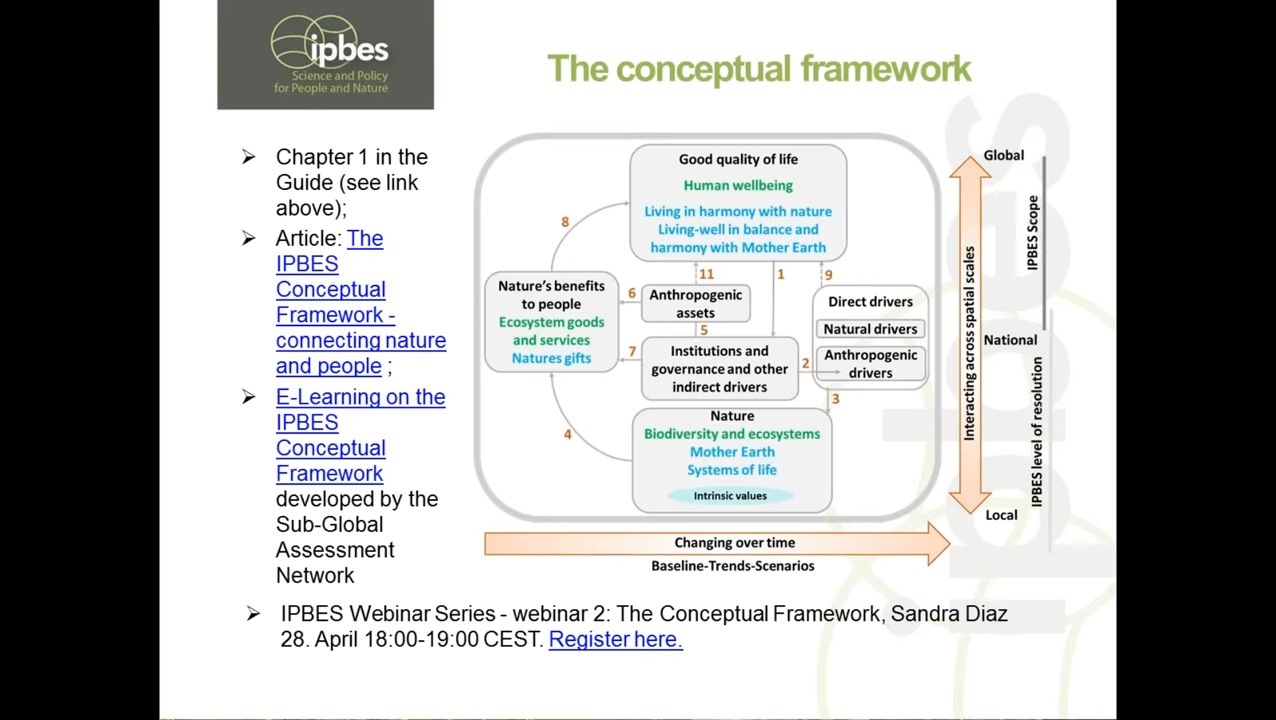 ipbes
Science and Policy
for People and Nature
The conceptual framework
Chapter 1 in the
Guide (see link
above);
Article: The
IPBES
Conceptual
Framework -
connecting nature
and people ;
E-Learning on the
IPBES
Conceptual
Framework
developed by the
Sub-Global
Assessment
Network
Good quality of life
Human wellbeing
Living in harmony with nature
Living-well in balance and
harmony with Mother Earth
8
11
1
9
Nature's benefits
to people
Ecosystem goods
and services
Natures gifts
6
Anthropogenic
assets
5
7
Institutions and
governance and other
indirect drivers
2
Direct drivers
Natural drivers
Anthropogenic
drivers
3
4
Nature
Biodiversity and ecosystems
Mother Earth
Systems of life
Intrinsic values
Global
National
Local
Interacting across spatial scales
IPBES Scope
IPBES level of resolution
Changing over time
Baseline-Trends-Scenarios
IPBES Webinar Series - webinar 2: The Conceptual Framework, Sandra Diaz
28. April 18:00-19:00 CEST. Register here.
ipbes